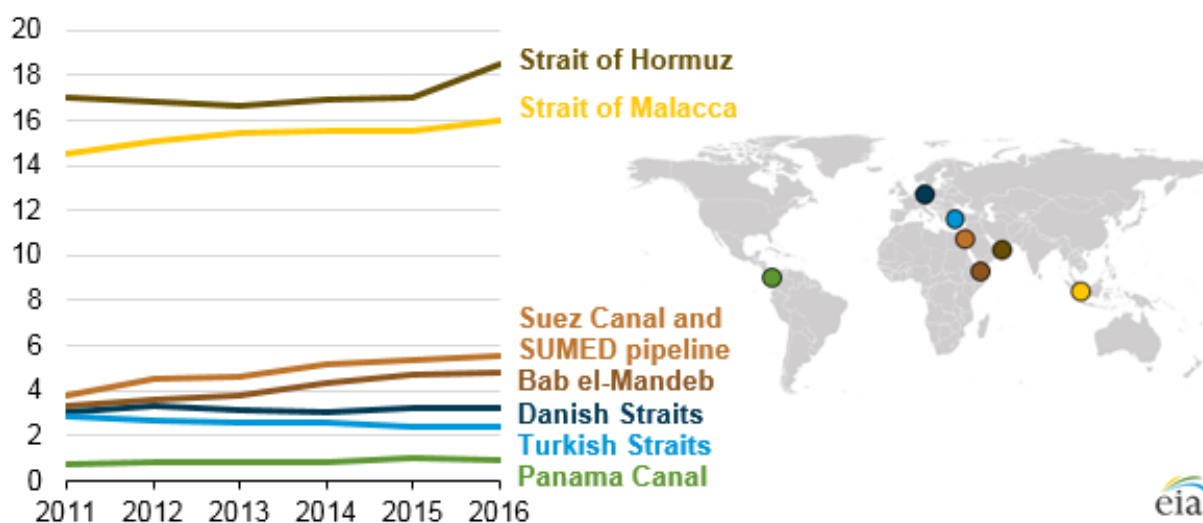 20
18
16
14
12
10
8
6
4
2
0
2011 2012 2013 2014 2015 2016
Strait of Hormuz
Strait of Malacca
Suez Canal and
SUMED pipeline
Bab el-Mandeb
Danish Straits
Turkish Straits
Panama Canal
eia